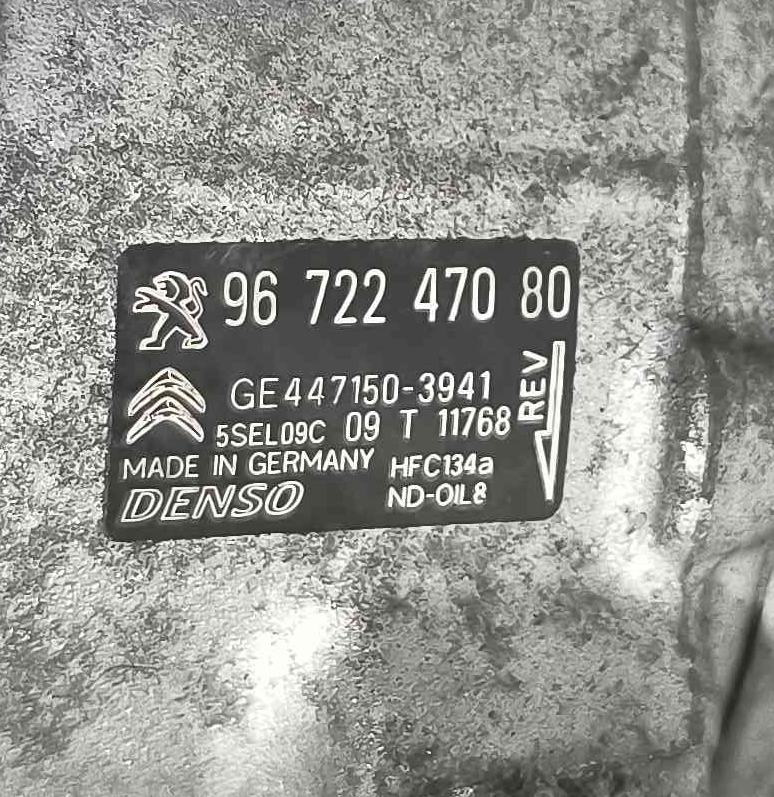 96 722 470 80
GE447150-3941
5SEL09C 09 T 11768
MADE IN GERMANY HFC134a
DENSO ND-OIL8
REV